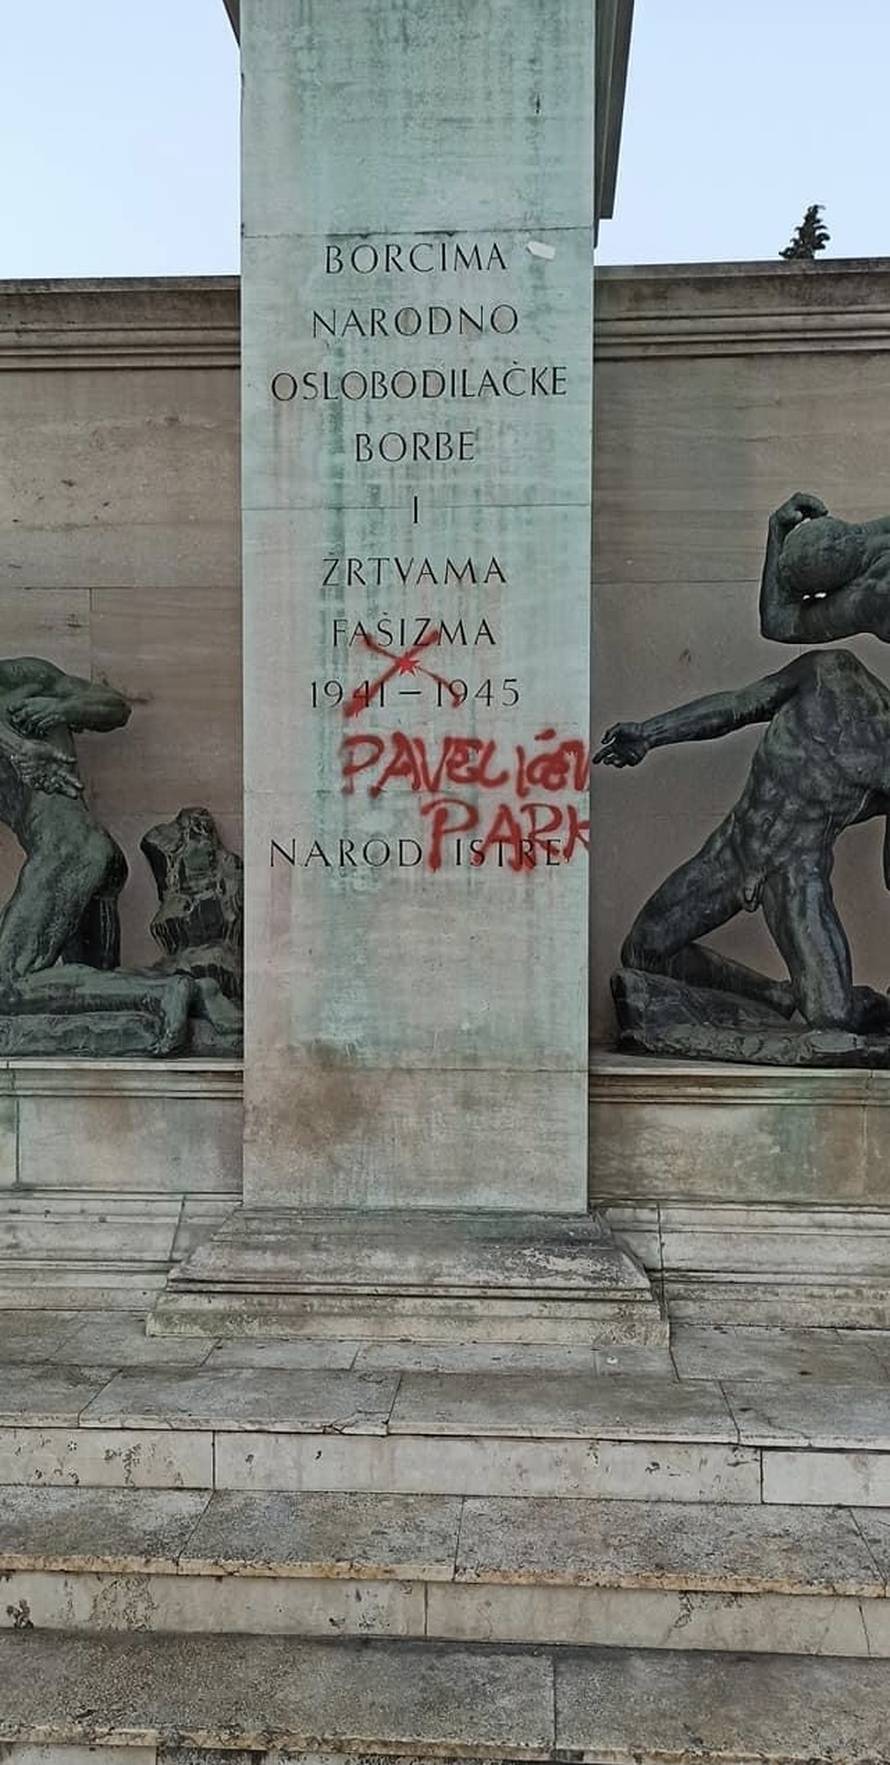 BORCIMA
NARODNO
OSLOBODILAČKE
BORBE
I
ŽRTVAMA
FAŠIZMA
1941–1945
PAVELIĆEV
PARK
NAROD ISTRE